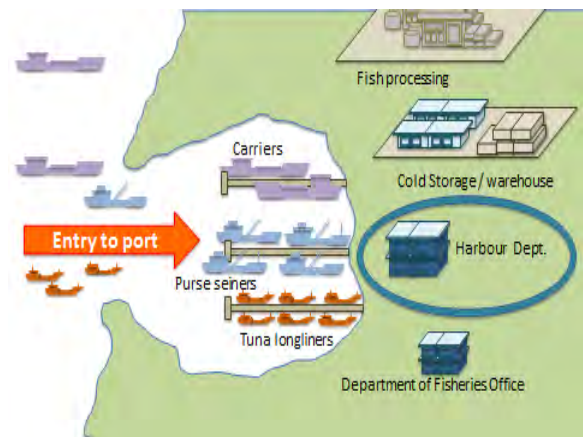 Fish processing
Carriers
Cold Storage / warehouse
Entry to port
Harbour Dept.
Purse seiners
Tuna longliners
Department of Fisheries Office